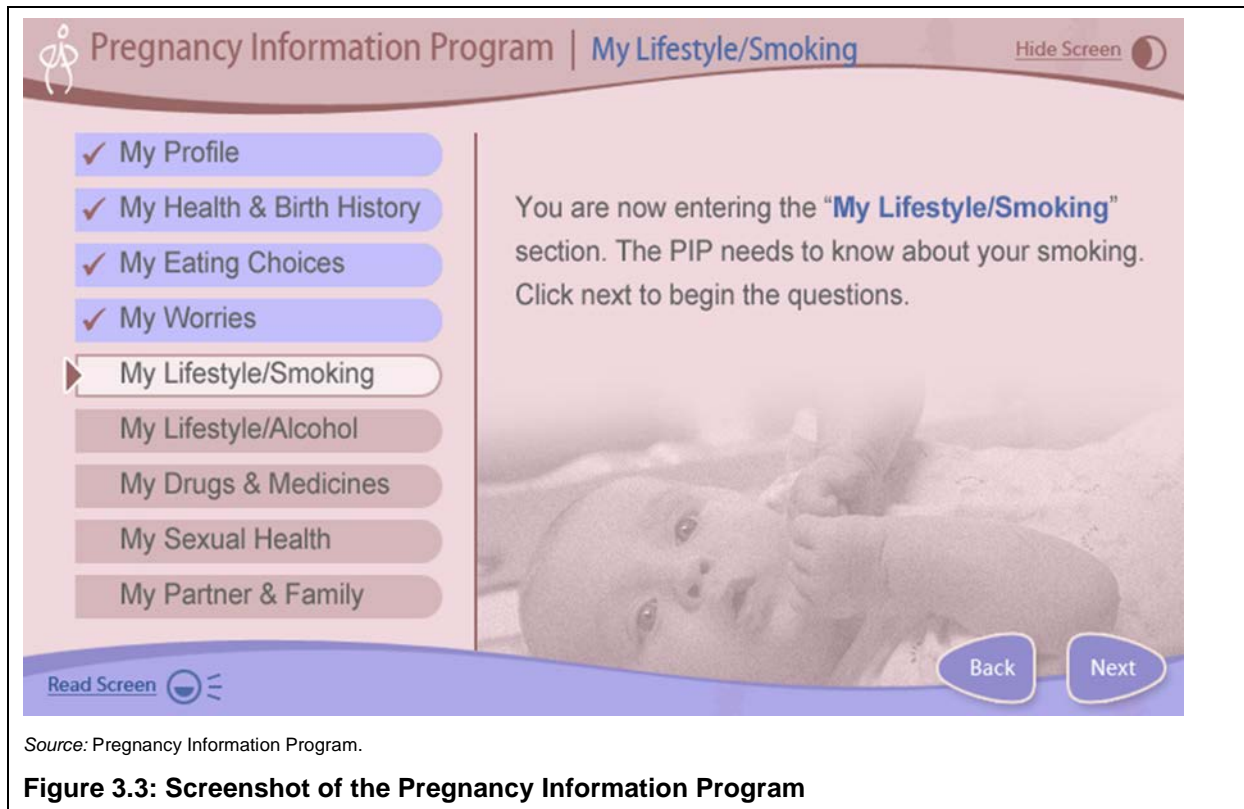 Pregnancy Information Program | My Lifestyle/Smoking
Hide Screen
✓ My Profile
✓ My Health & Birth History
✓ My Eating Choices
✓ My Worries
My Lifestyle/Smoking
My Lifestyle/Alcohol
My Drugs & Medicines
My Sexual Health
My Partner & Family
You are now entering the “My Lifestyle/Smoking”
section. The PIP needs to know about your smoking.
Click next to begin the questions.
Read Screen
Back
Next
Source: Pregnancy Information Program.
Figure 3.3: Screenshot of the Pregnancy Information Program